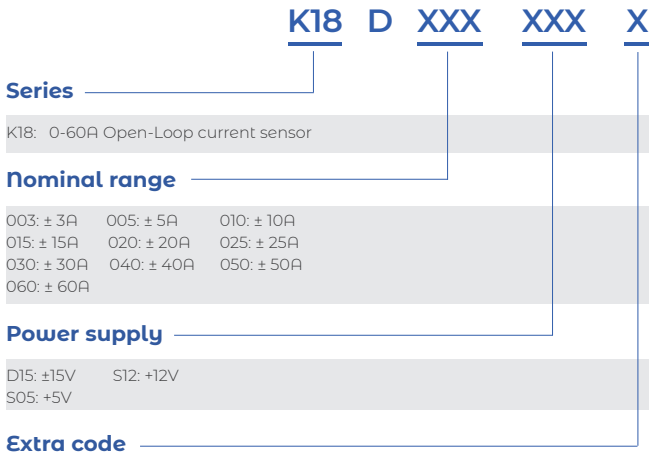 K18 D XXX XXX X
Series
K18: 0-60A Open-Loop current sensor
Nominal range
003: ± 3A 005: ± 5A 010: ± 10A
015: ± 15A 020: ± 20A 025: ± 25A
030: ± 30A 040: ± 40A 050: ± 50A
060: ± 60A
Power supply
D15: ±15V S12: +12V
S05: +5V
Extra code